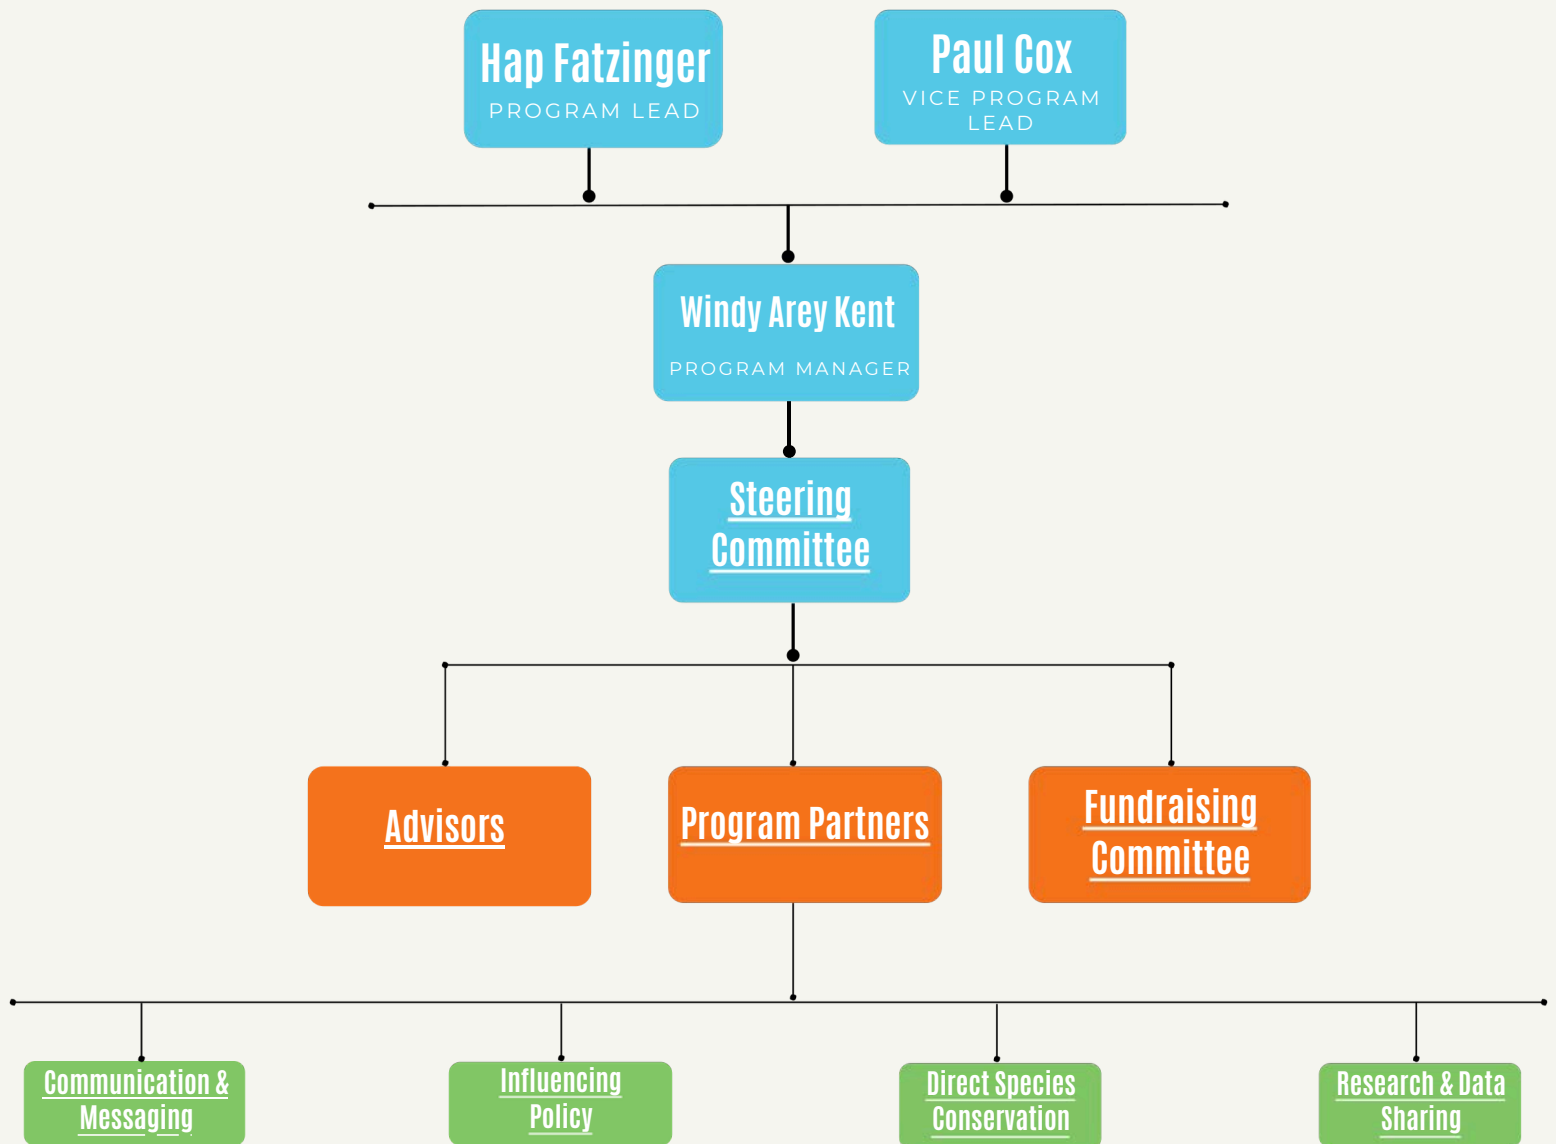 Hap Fatzinger
PROGRAM LEAD
Paul Cox
VICE PROGRAM
LEAD
Windy Arey Kent
PROGRAM MANAGER
Steering
Committee
Advisors
Program Partners
Fundraising
Committee
Communication &
Messaging
Influencing
Policy
Direct Species
Conservation
Research & Data
Sharing